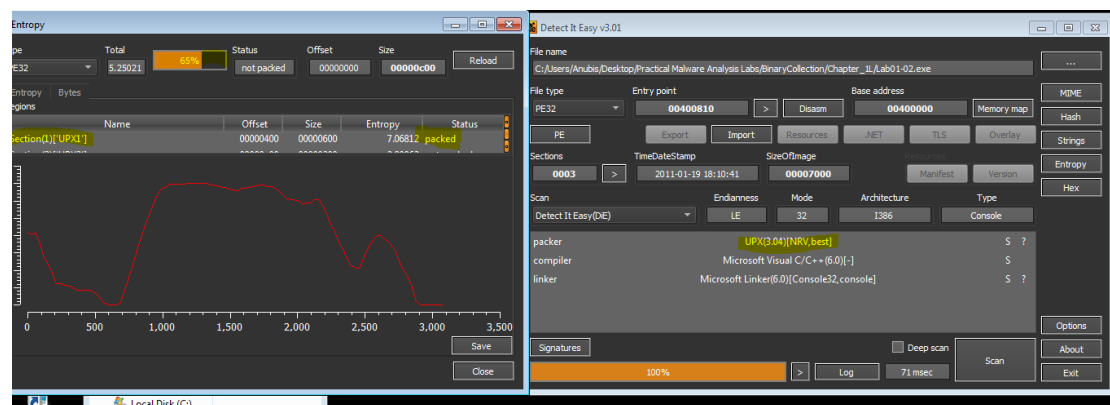 Entropy
pe Total Status Offset Size
PE32 5.25021 65% not packed 00000000 00000c00 Reload
Entropy Bytes
egions
Name Offset Size Entropy Status
Section(1)['UPX1'] 00000400 00000600 7.06812 packed
0 500 1,000 1,500 2,000 2,500 3,000 3,500
Save
Close
Local Disk (C:)
Detect It Easy v3.01
File name
C:/Users/Anubis/Desktop/Practical Malware Analysis Labs/BinaryCollection/Chapter_1L/Lab01-02.exe ...
File type Entry point Base address MIME
PE32 00400810 > Disasm 00400000 Memory map
Hash
PE Export Import Resources .NET TLS Overlay
Strings
Sections TimeDateStamp SizeOfImage Resources
Entropy
0003 > 2011-01-19 18:10:41 00007000 Manifest Version
Hex
Scan Endianness Mode Architecture Type
Detect It Easy(DiE) LE 32 I386 Console
packer UPX(3.04)[NRV,best] S ?
compiler Microsoft Visual C/C++(6.0)[-] S
linker Microsoft Linker(6.0)[Console32,console] S ?
Options
Signatures Deep scan Scan About
100% > Log 71 msec Exit